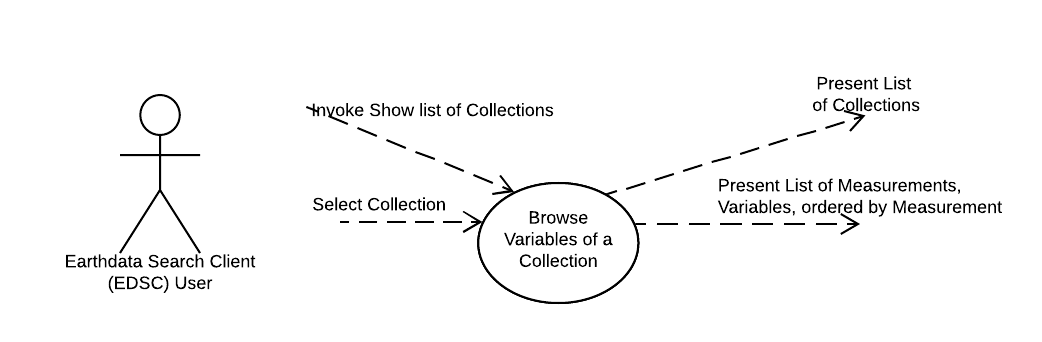 Present List
of Collections
Invoke Show list of Collections
Present List of Measurements,
Variables, ordered by Measurement
Select Collection
Browse
Variables of a
Collection
Earthdata Search Client
(EDSC) User